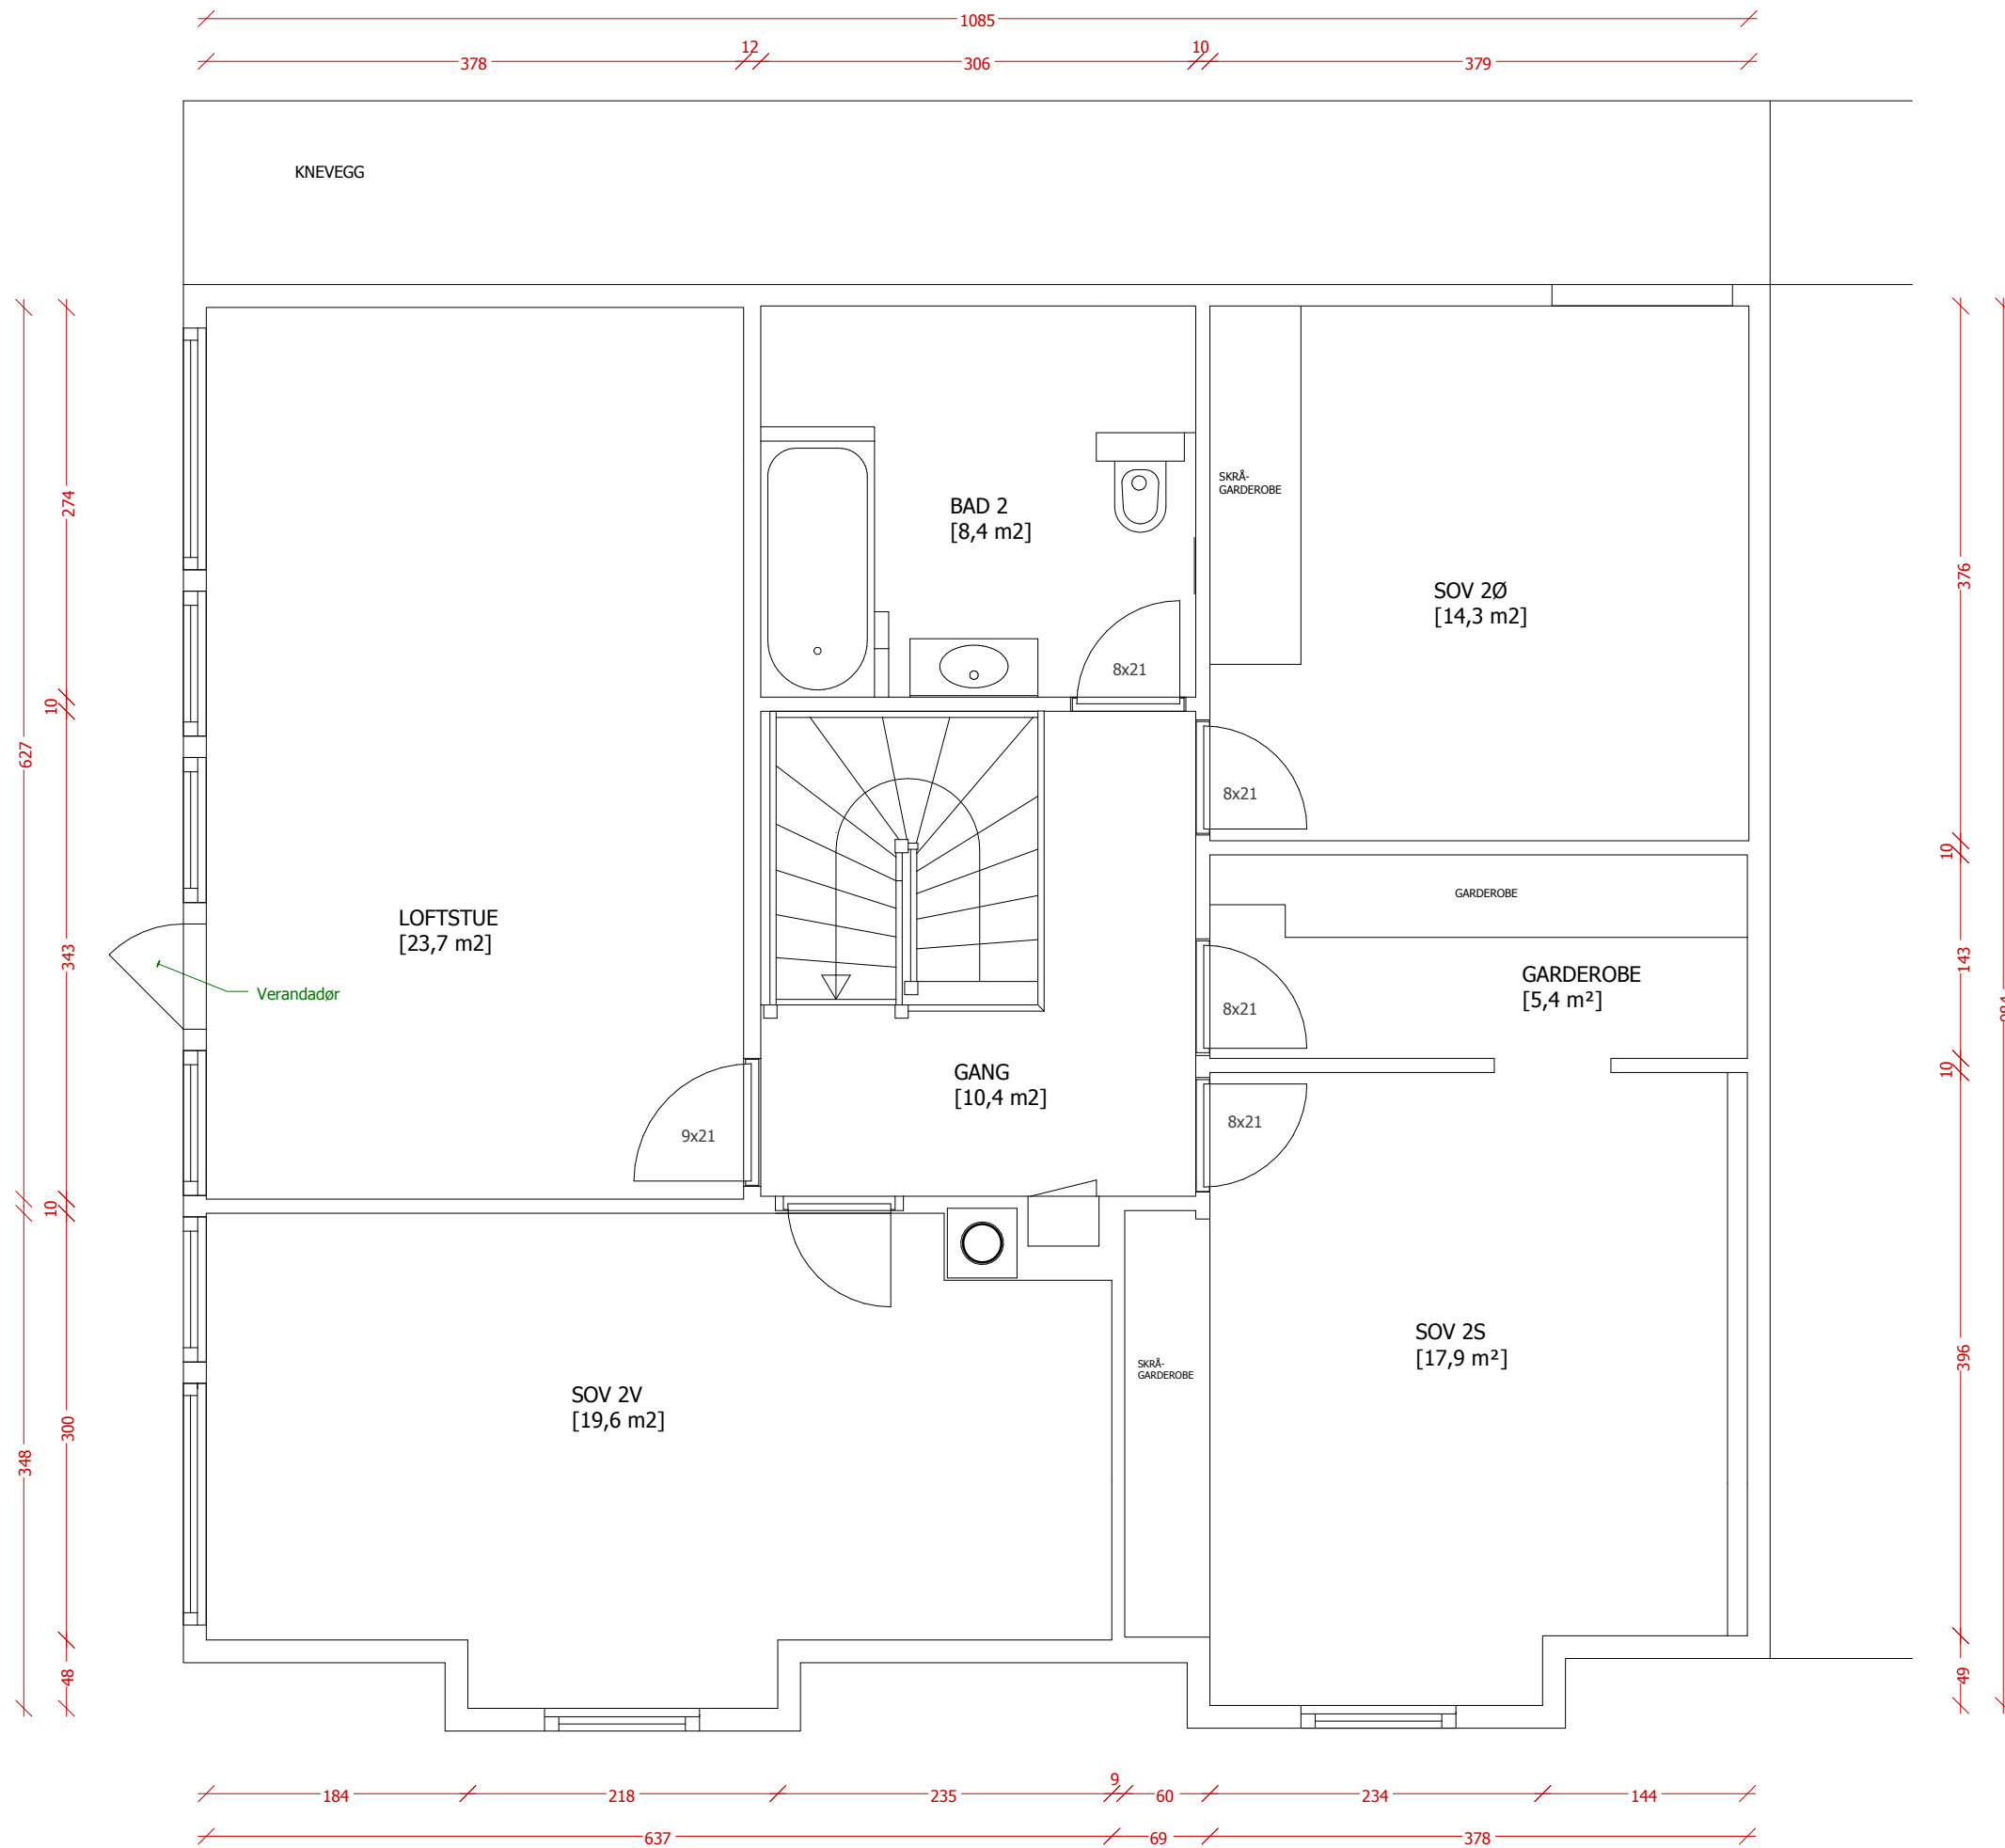 1085
12
10
378
306
379
KNEVEGG
274
10
627
343
10
300
348
48
BAD 2
[8,4 m2]
SKRÅ-
GARDEROBE
SOV 2Ø
[14,3 m2]
376
8x21
8x21
10
GARDEROBE
LOFTSTUE
[23,7 m2]
143
GARDEROBE
[5,4 m²]
Verandadør
8x21
984
10
GANG
[10,4 m2]
9x21
8x21
SOV 2S
[17,9 m²]
SKRÅ-
GARDEROBE
396
SOV 2V
[19,6 m2]
49
9
184
218
235
60
234
144
637
69
378